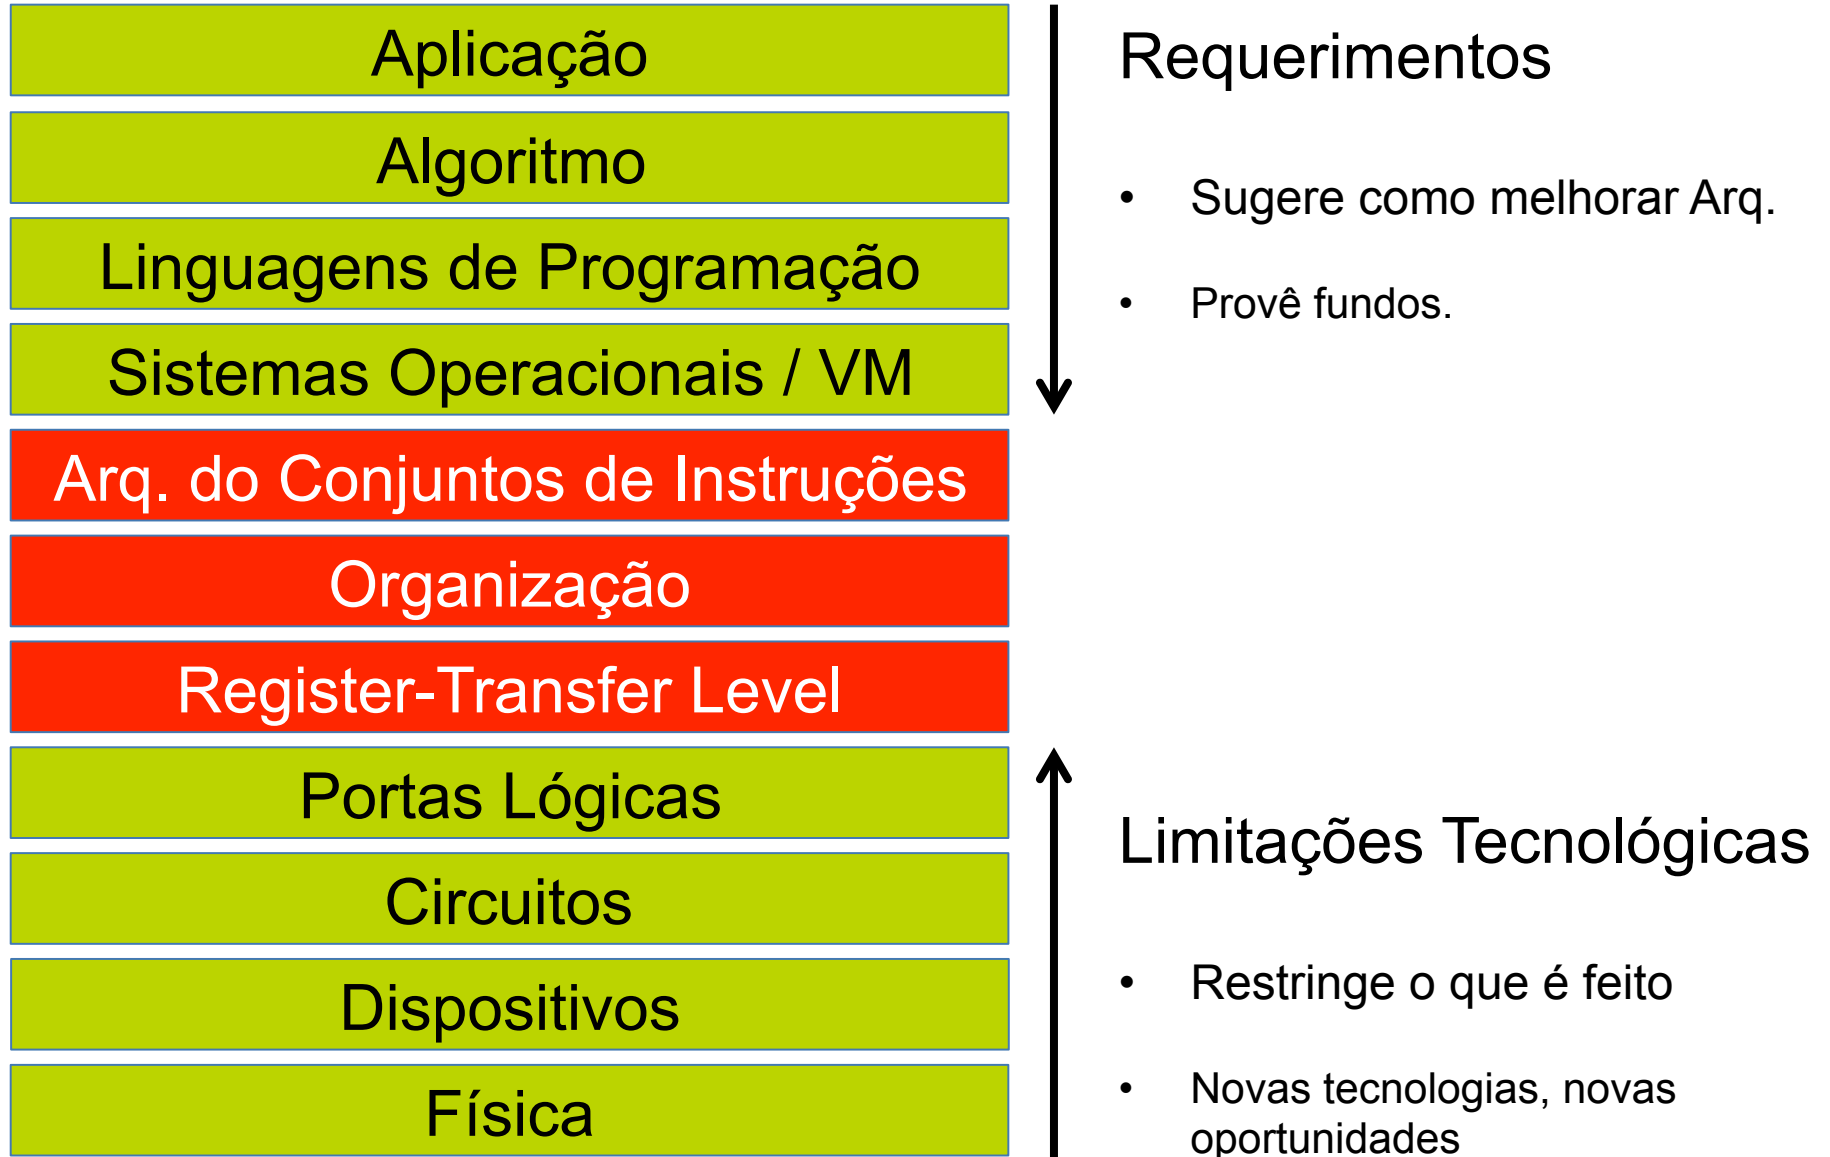 Aplicação
Algoritmo
Linguagens de Programação
Sistemas Operacionais / VM
Arq. do Conjuntos de Instruções
Organização
Register-Transfer Level
Portas Lógicas
Circuitos
Dispositivos
Física
Requerimentos
• Sugere como melhorar Arq.
• Provê fundos.
Limitações Tecnológicas
• Restringe o que é feito
• Novas tecnologias, novas
oportunidades